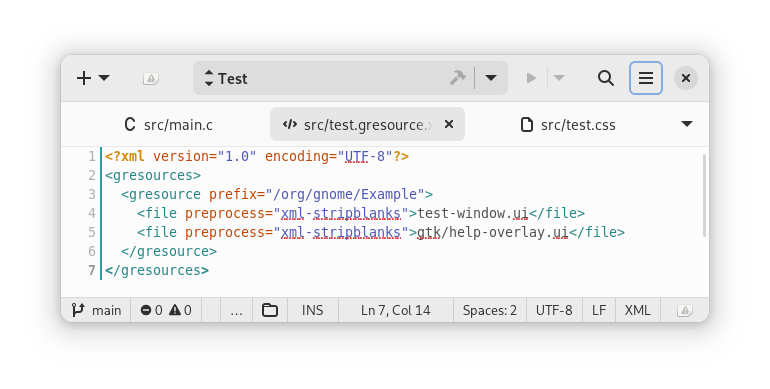 Test
src/main.c
src/test.gresource.x
src/test.css
1 <?xml version="1.0" encoding="UTF-8"?>
2 <gresources>
3   <gresource prefix="/org/gnome/Example">
4     <file preprocess="xml-stripblanks">test-window.ui</file>
5     <file preprocess="xml-stripblanks">gtk/help-overlay.ui</file>
6   </gresource>
7 </gresources>
main 0 0 ... INS Ln 7, Col 14 Spaces: 2 UTF-8 LF XML